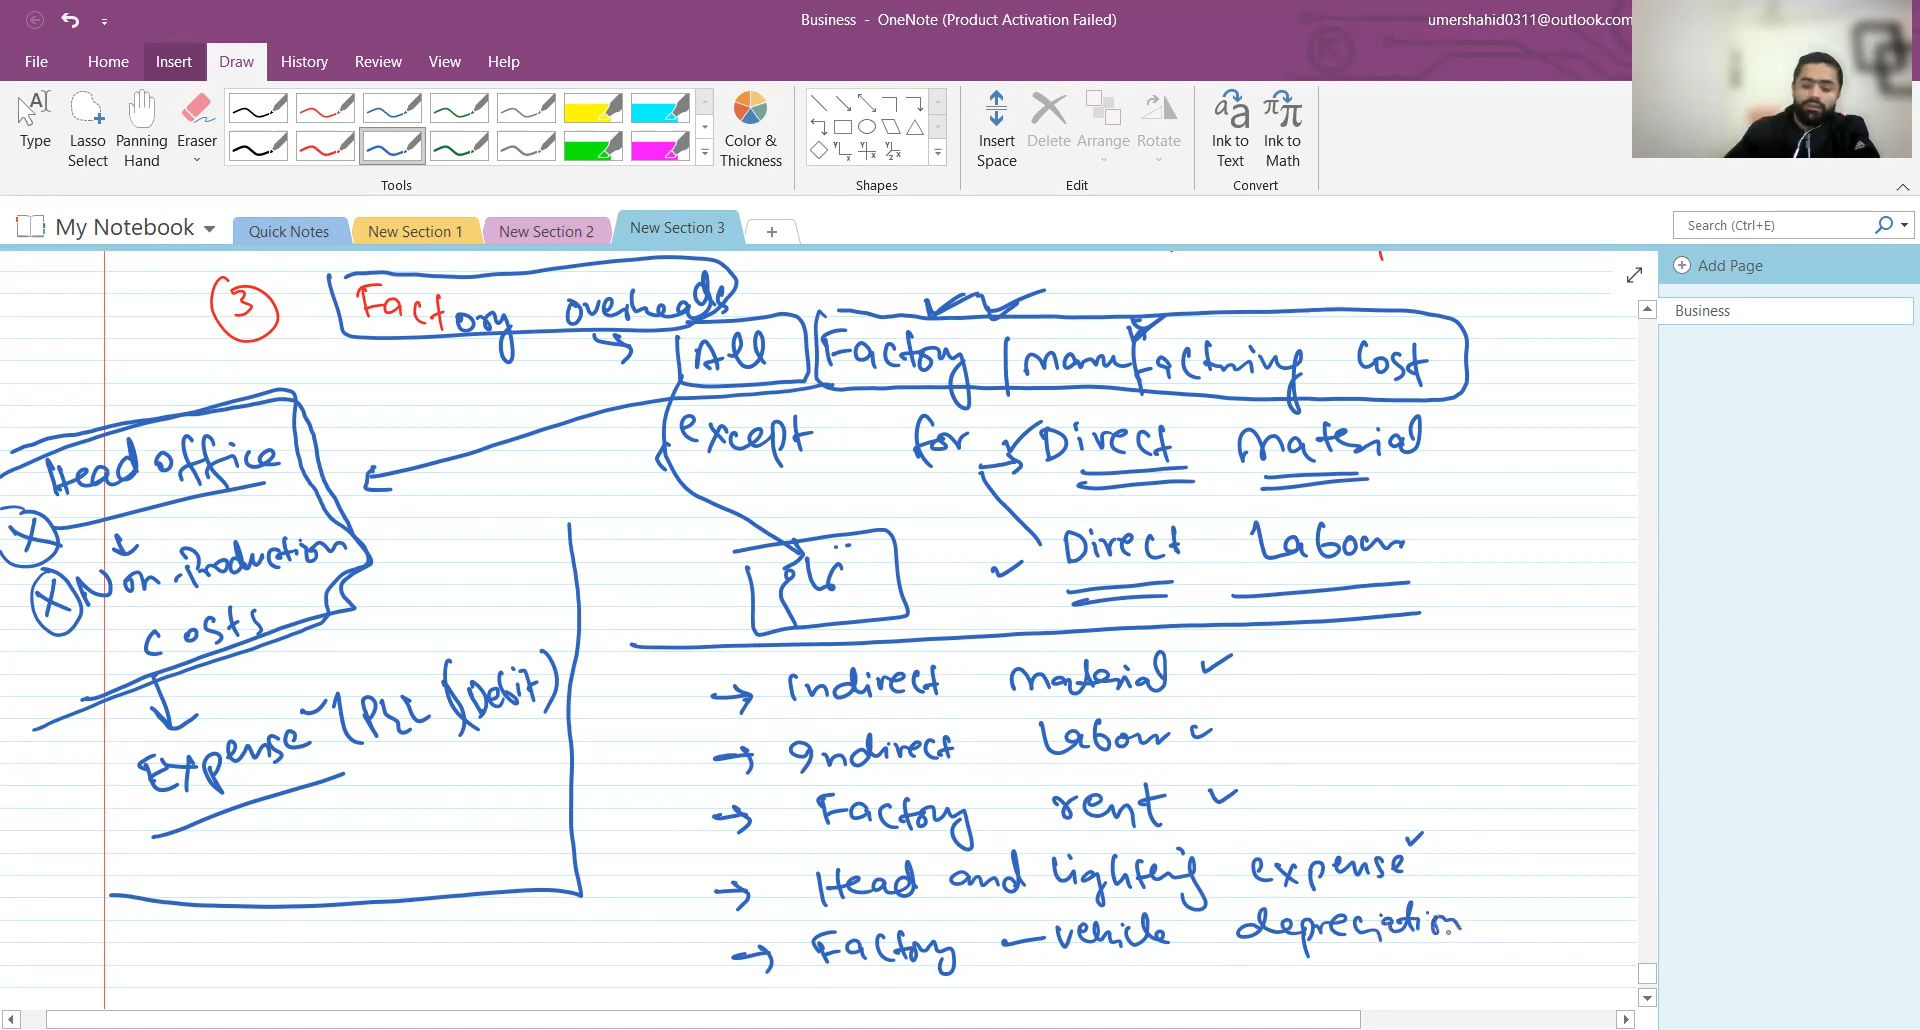 Business - OneNote (Product Activation Failed)
umershahid0311@outlook.com
File Home Insert Draw History Review View Help
Type
Lasso Select
Panning Hand
Eraser
Color & Thickness
Insert Space
Delete
Arrange
Rotate
Ink to Text
Ink to Math
Tools
Shapes
Edit
Convert
My Notebook
Quick Notes
New Section 1
New Section 2
New Section 3
Search (Ctrl+E)
Add Page
Business
3 Factory overheads
All Factory | manufacturing cost
except for Direct material
Direct Labour
Head office
Non-Production
costs
Expense P&L (Debit)
→ Indirect material ✓
→ Indirect Labour ✓
→ Factory rent ✓
→ Head and lighting expense ✓
→ Factory vehicle depreciation